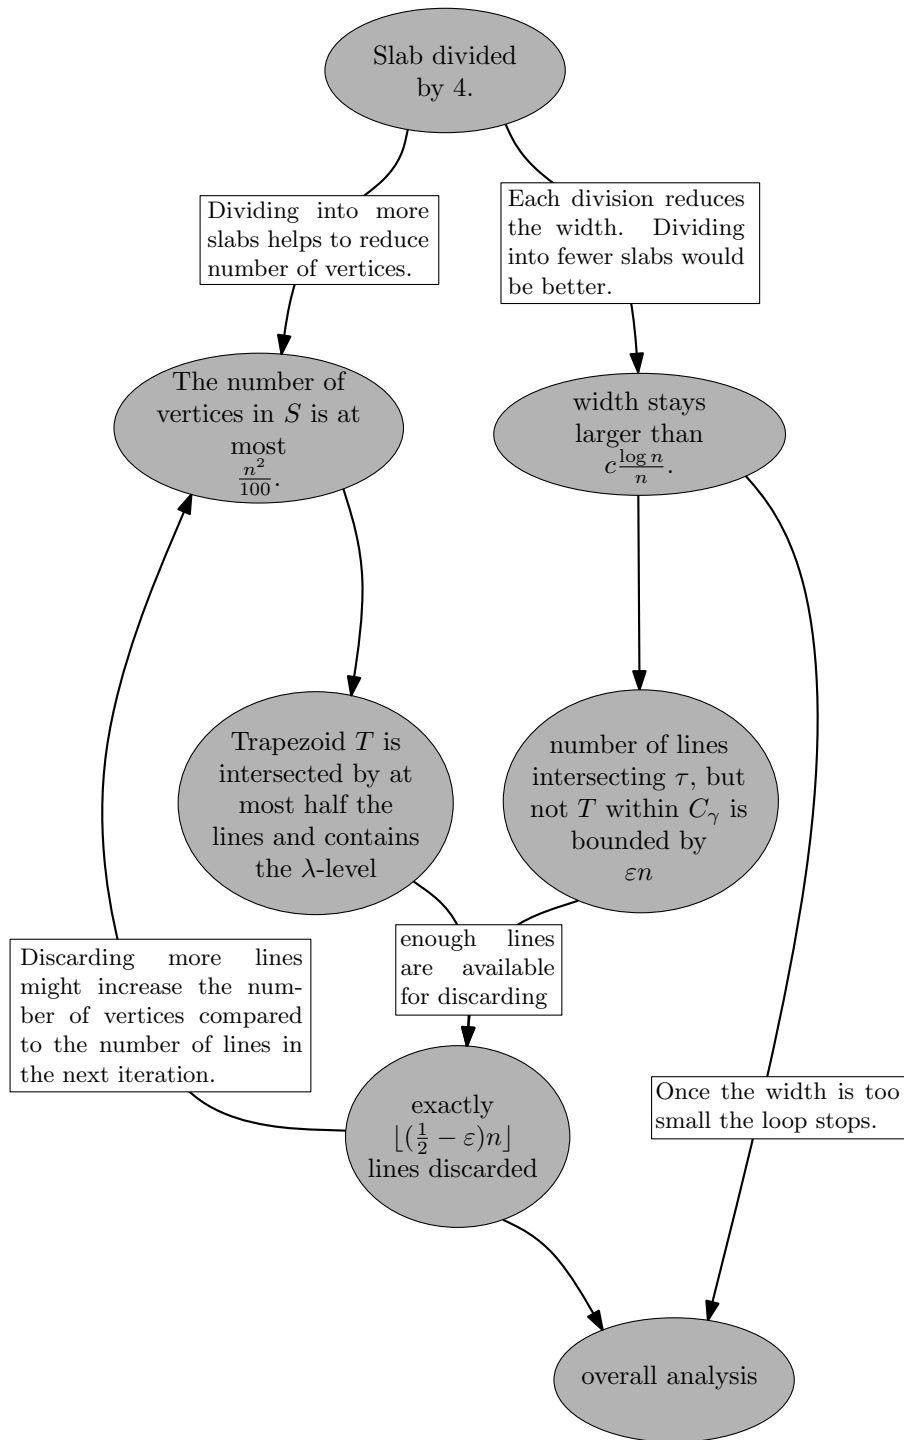 Slab divided
by 4.
Dividing into more
slabs helps to reduce
number of vertices.
Each division reduces
the width. Dividing
into fewer slabs would
be better.
The number of
vertices in S is at
most
n²/100.
width stays
larger than
c log n/n.
Trapezoid T is
intersected by at
most half the
lines and contains
the λ-level
number of lines
intersecting τ, but
not T within Cγ is
bounded by
εn
enough lines
are available
for discarding
Discarding more lines
might increase the num-
ber of vertices compared
to the number of lines in
the next iteration.
exactly
⌊(1/2 − ε)n⌋
lines discarded
Once the width is too
small the loop stops.
overall analysis